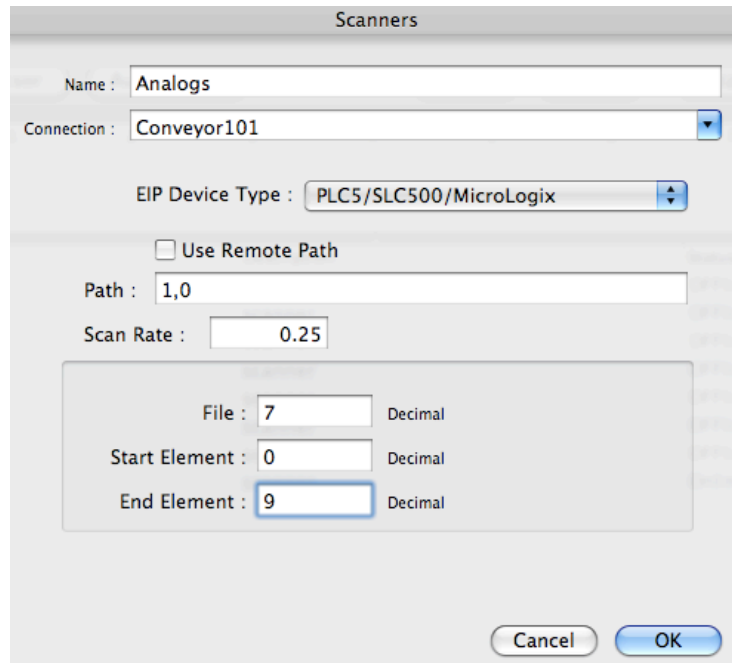 Scanners
Name : Analogs
Connection : Conveyor101
EIP Device Type : PLC5/SLC500/MicroLogix
Use Remote Path
Path : 1,0
Scan Rate : 0.25
File : 7 Decimal
Start Element : 0 Decimal
End Element : 9 Decimal
Cancel OK